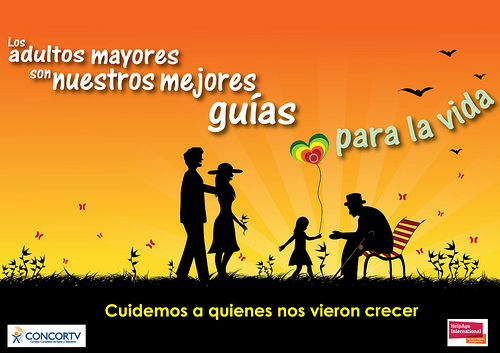 Los
adultos mayores
son nuestros mejores
guías
para la vida
Cuidemos a quienes nos vieron crecer
CONCORTV
HelpAge
International